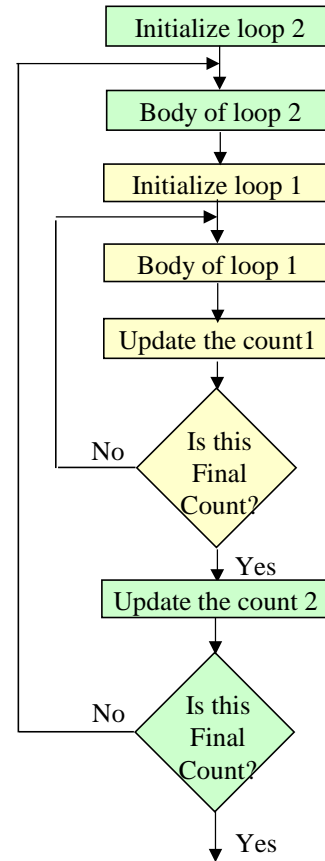 Initialize loop 2
Body of loop 2
Initialize loop 1
Body of loop 1
Update the count1
Is this
Final
Count?
No
Yes
Update the count 2
Is this
Final
Count?
No
Yes